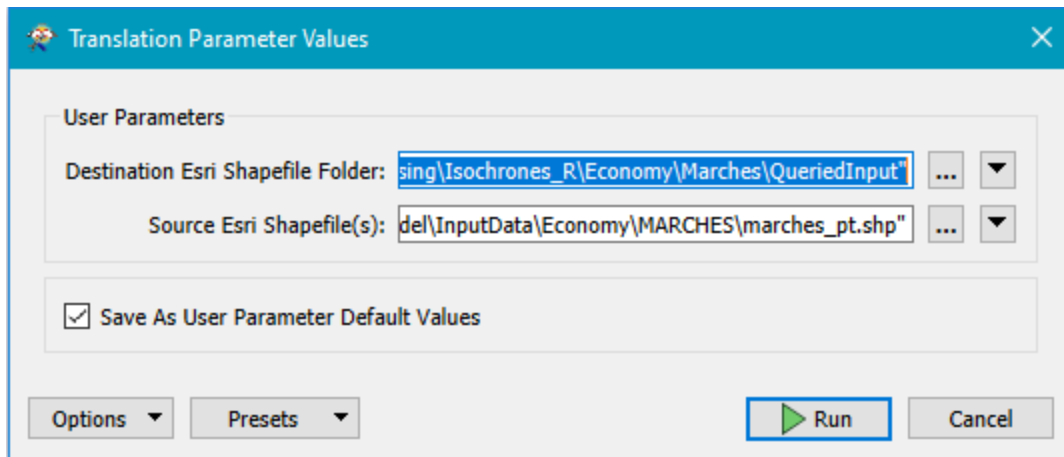 Translation Parameter Values
User Parameters
Destination Esri Shapefile Folder: sing\Isochrones_R\Economy\Marches\QueriedInput" ...
Source Esri Shapefile(s): del\InputData\Economy\MARCHES\marches_pt.shp" ...
Save As User Parameter Default Values
Options Presets Run Cancel